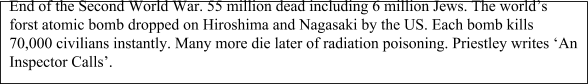 End of the Second World War. 55 million dead including 6 million Jews. The world's
forst atomic bomb dropped on Hiroshima and Nagasaki by the US. Each bomb kills
70,000 civilians instantly. Many more die later of radiation poisoning. Priestley writes 'An
Inspector Calls'.